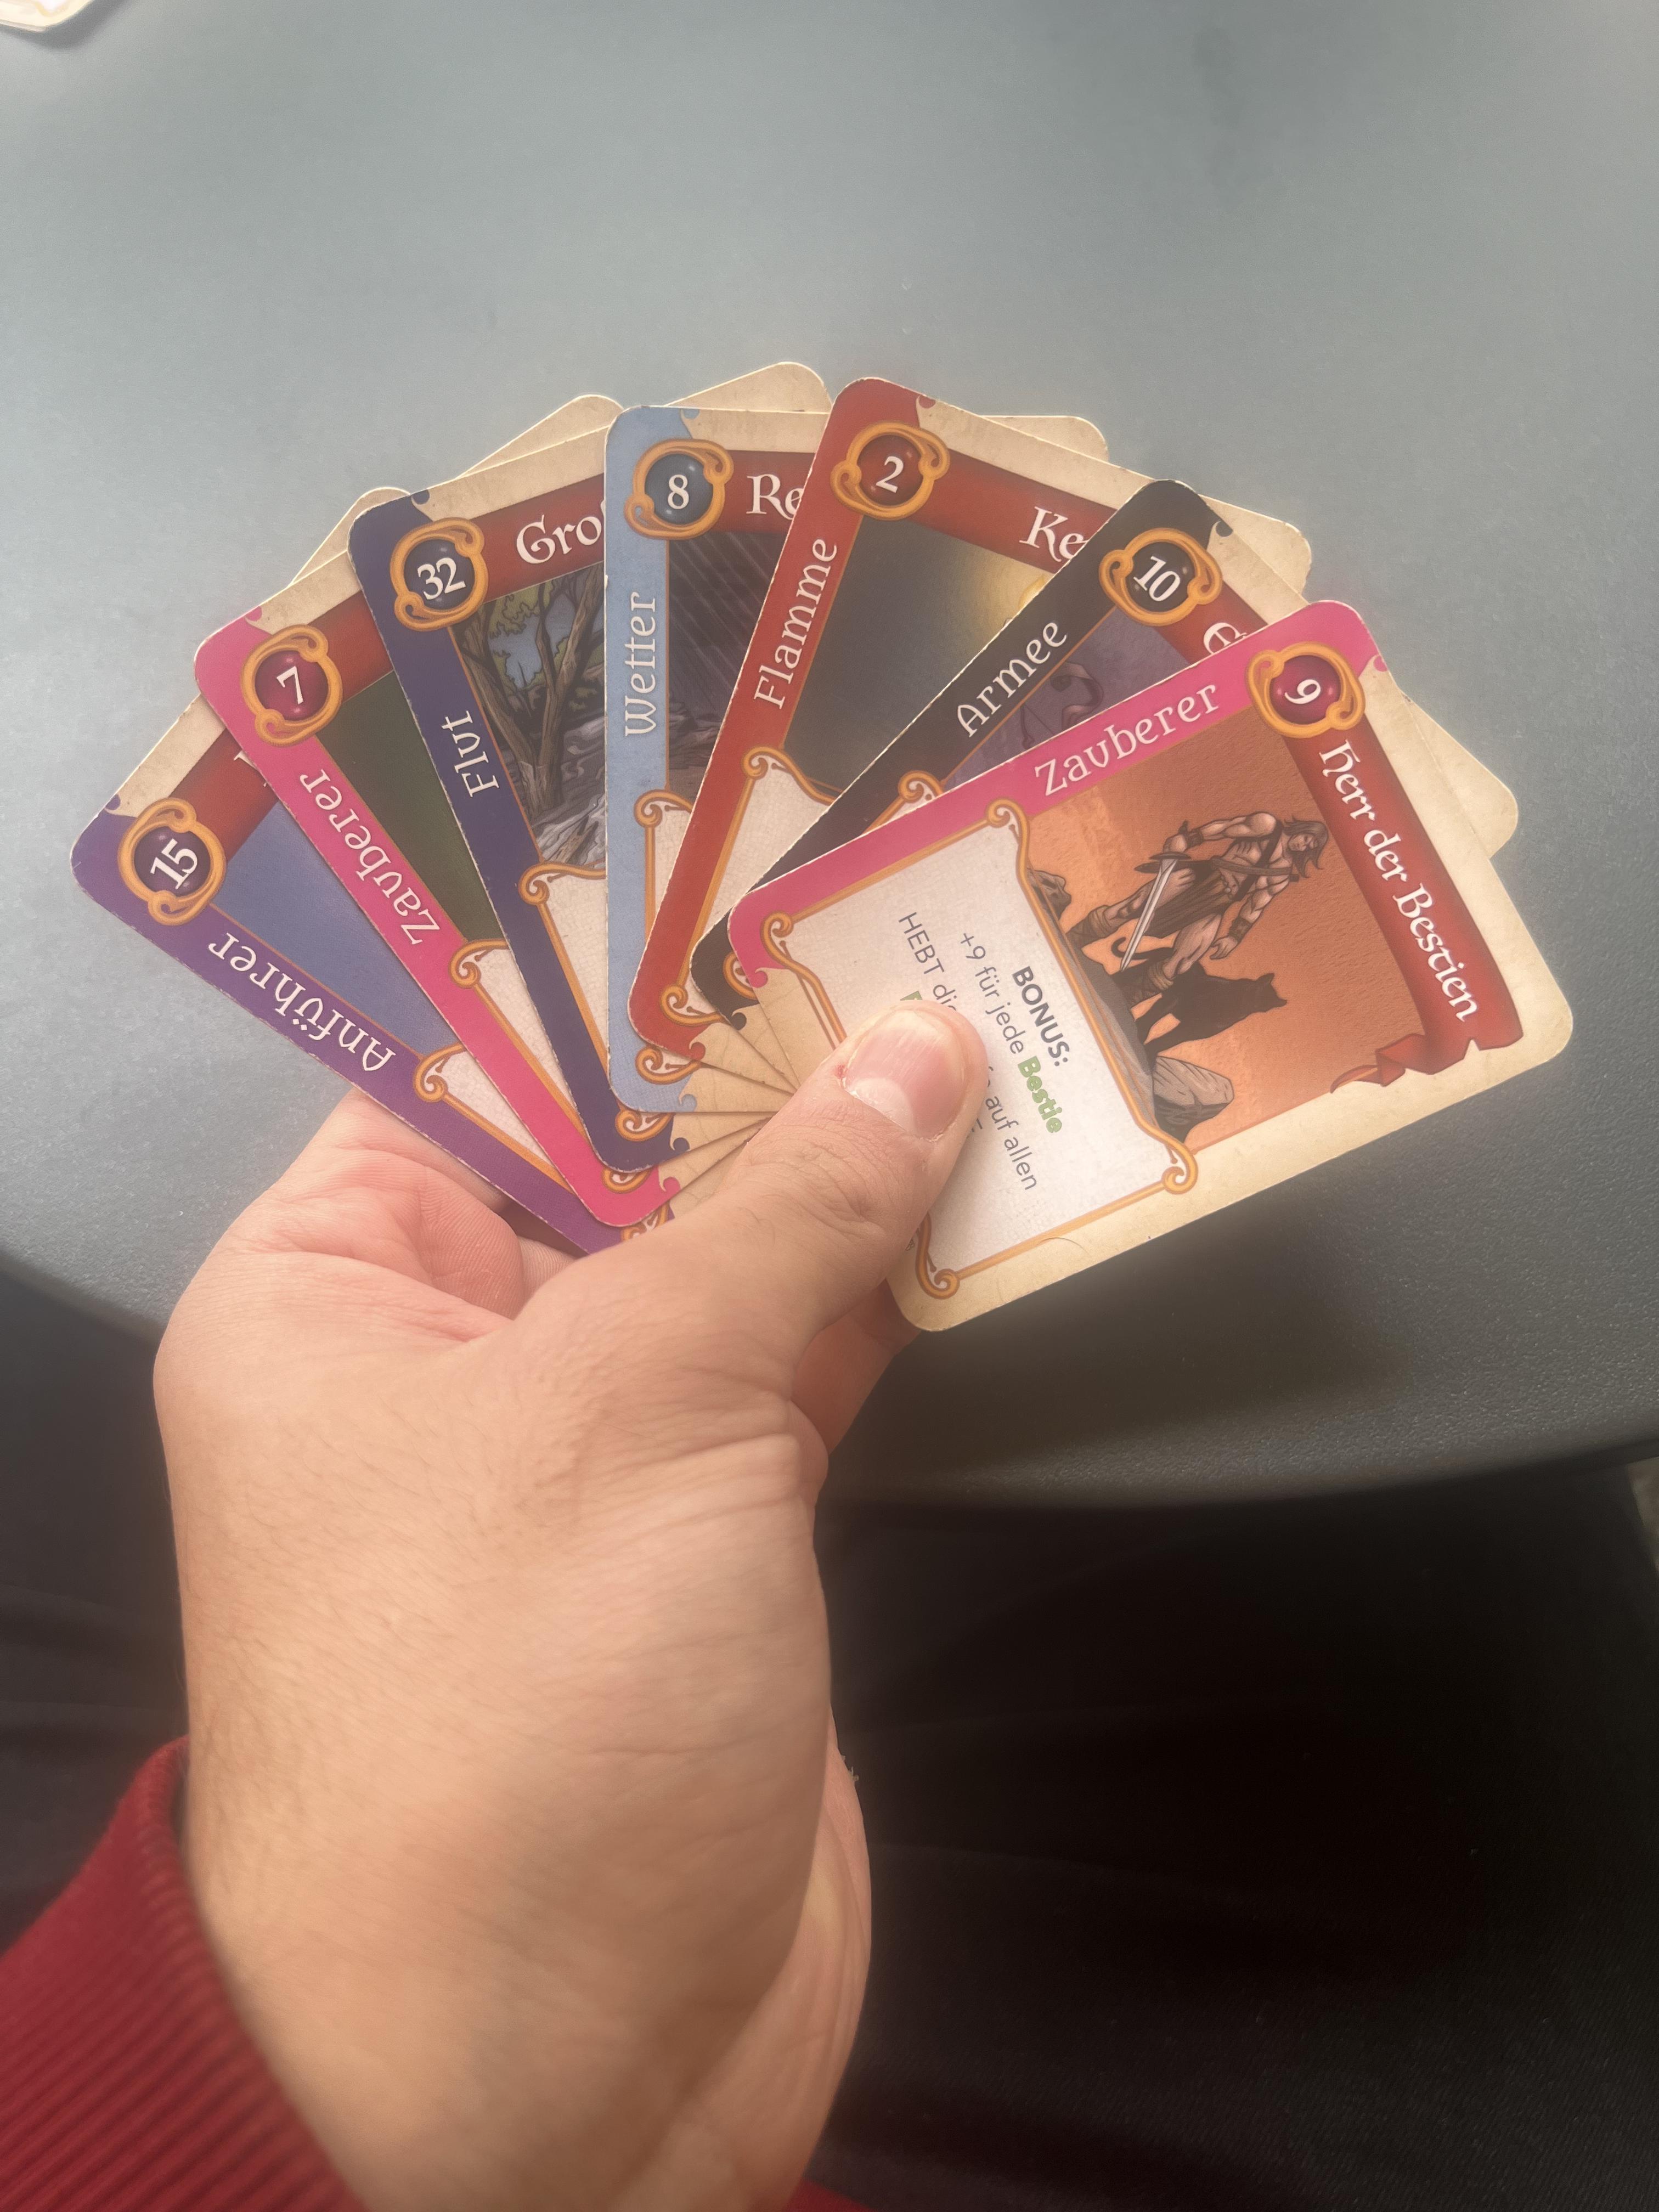 15
Anführer
7
Zauberer
32
Gro
Flut
8
Re
Wetter
2
Ke
Flamme
10
Armee
9
Herr der Bestien
Zauberer
BONUS:
+9 für jede Bestie
HEBT die auf allen